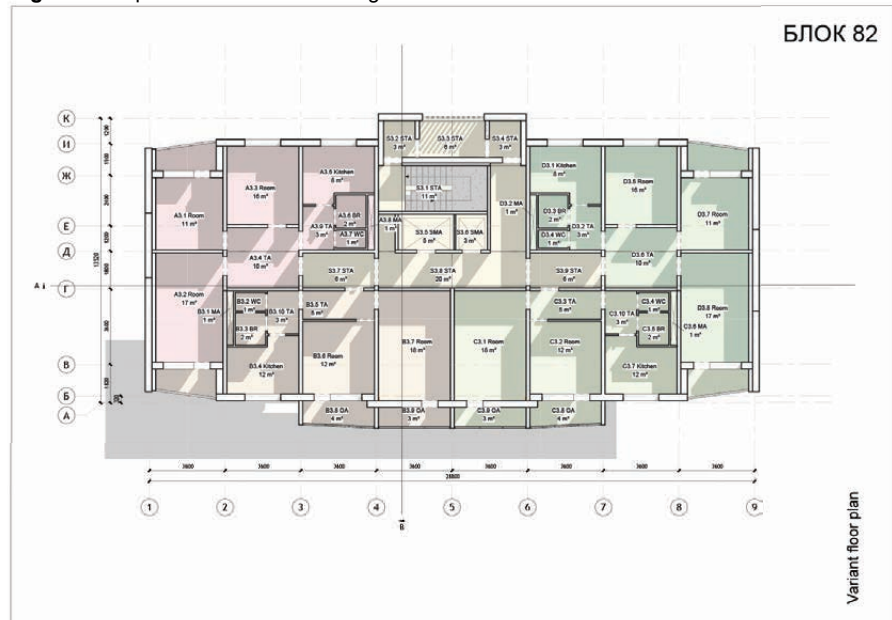 БЛОК 82
К
И
Ж
Е
Д
Г
В
Б
А
S3.2 STA
3 m²
S3.3 STA
6 m²
S3.4 STA
3 m²
A3.3 Room
16 m²
A3.5 Kitchen
8 m²
S3.1 STA
11 m²
D3.1 Kitchen
8 m²
D3.5 Room
16 m²
A3.1 Room
11 m²
A3.6 BR
2 m²
A3.7 WC
1 m²
A3.8 MA
1 m²
A3.9 TA
3 m²
A3.4 TA
10 m²
S3.5 SMA
5 m²
S3.6 SMA
3 m²
D3.2 MA
1 m²
D3.3 BR
2 m²
D3.4 WC
1 m²
D3.2 TA
3 m²
D3.7 Room
11 m²
D3.6 TA
10 m²
S3.7 STA
6 m²
S3.8 STA
20 m²
S3.9 STA
6 m²
A3.2 Room
17 m²
B3.1 MA
1 m²
B3.2 WC
1 m²
B3.3 BR
2 m²
B3.10 TA
3 m²
B3.5 TA
5 m²
B3.4 Kitchen
12 m²
B3.6 Room
12 m²
B3.7 Room
18 m²
C3.1 Room
18 m²
C3.2 Room
12 m²
C3.3 TA
5 m²
C3.10 TA
3 m²
C3.4 WC
1 m²
C3.5 BR
2 m²
C3.6 MA
1 m²
C3.7 Kitchen
12 m²
D3.8 Room
17 m²
B3.8 OA
4 m²
B3.9 OA
3 m²
C3.9 OA
3 m²
C3.8 OA
4 m²
3600 3600 3600 3600 3600 3600 3600 3600
28800
1 2 3 4 5 6 7 8 9
Variant floor plan